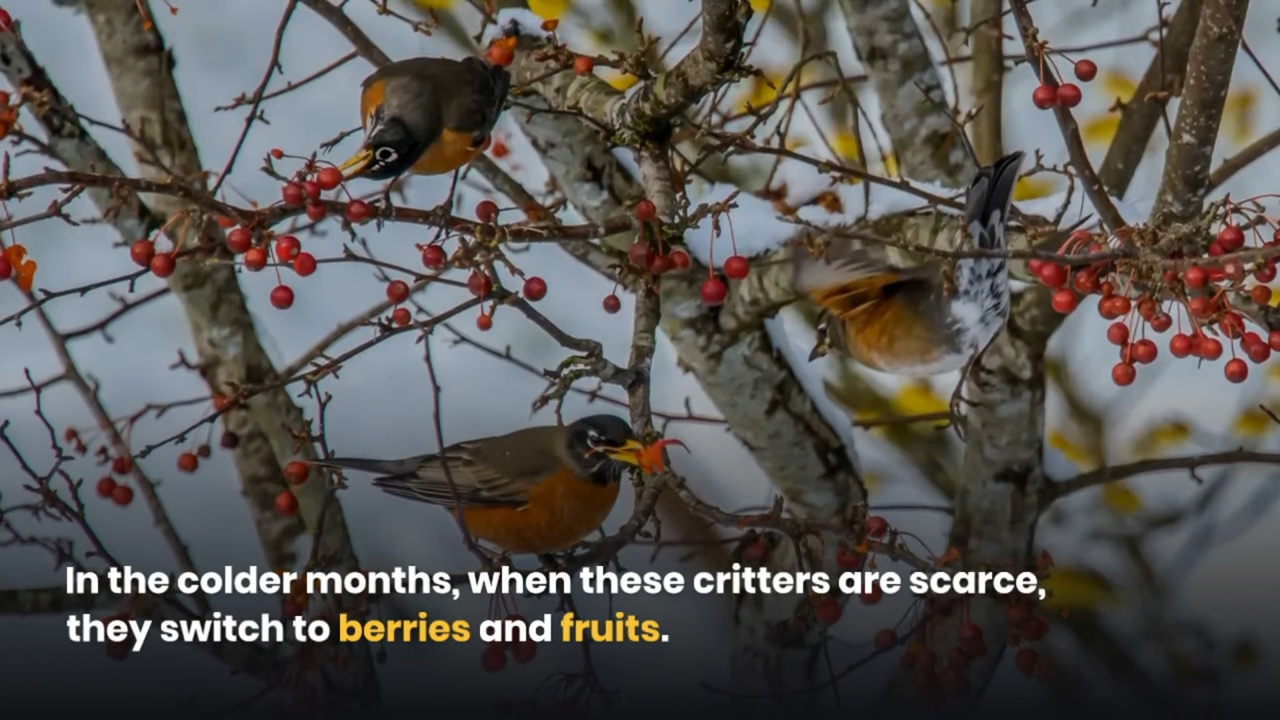 In the colder months, when these critters are scarce,
they switch to berries and fruits.